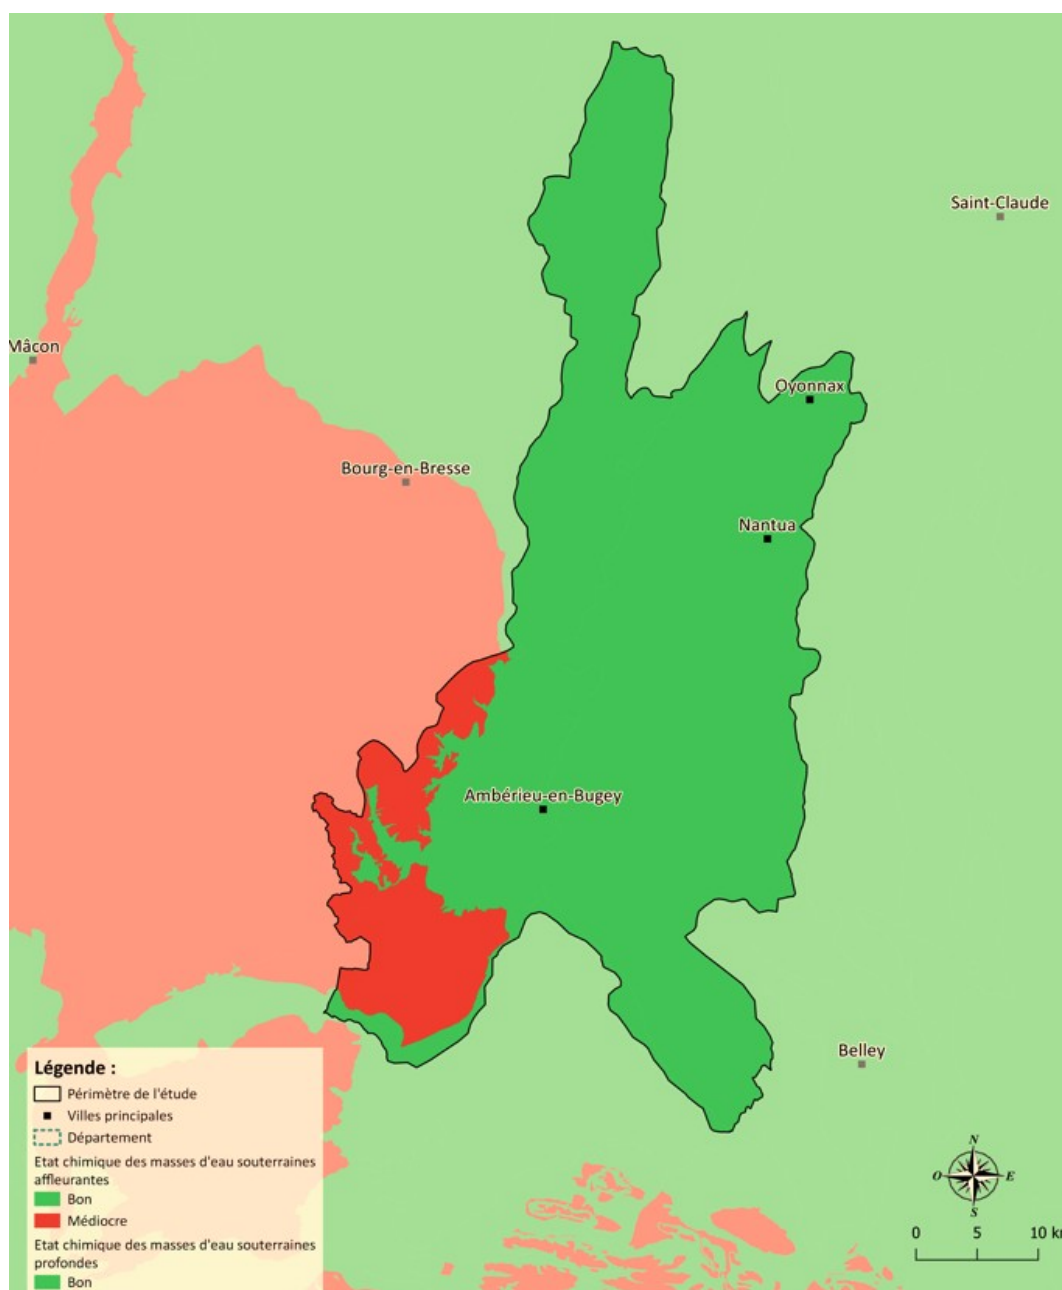 Saint-Claude
Mâcon
Oyonnax
Bourg-en-Bresse
Nantua
Ambérieu-en-Bugey
Belley
Légende :
Périmètre de l'étude
Villes principales
Département
Etat chimique des masses d'eau souterraines
affleurantes
Bon
Médiocre
Etat chimique des masses d'eau souterraines
profondes
Bon
N
O
E
S
0 5 10 km